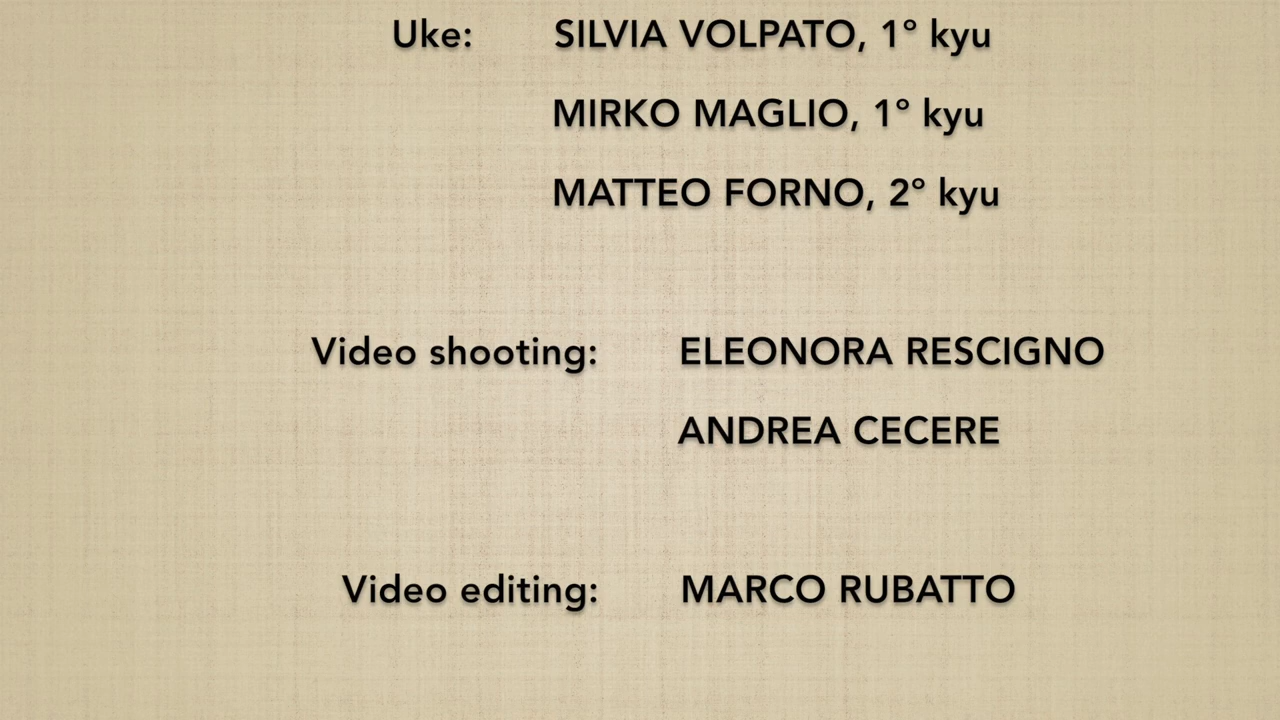 Uke: SILVIA VOLPATO, 1° kyu
MIRKO MAGLIO, 1° kyu
MATTEO FORNO, 2° kyu
Video shooting: ELEONORA RESCIGNO
ANDREA CECERE
Video editing: MARCO RUBATTO